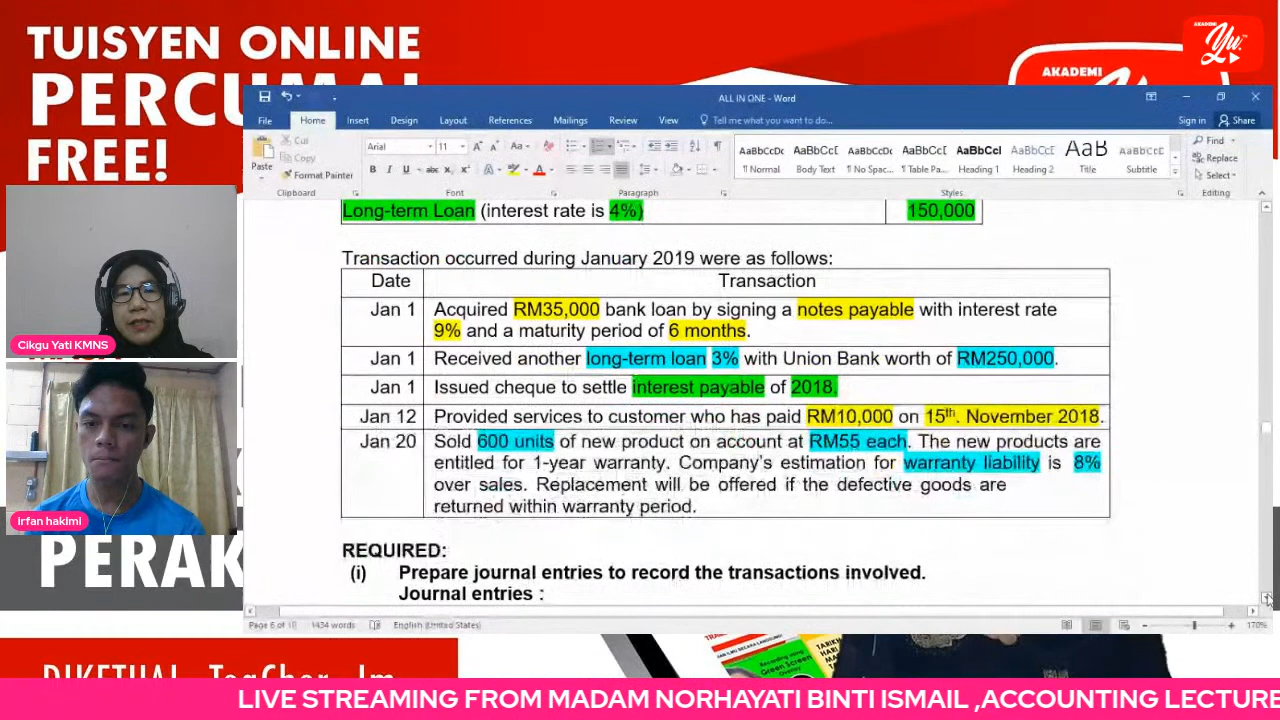 TUISYEN ONLINE
FREE!
AKADEMI
Yu
AKADEMI
ALL IN ONE - Word
Sign in Share
File Home Insert Design Layout References Mailings Review View Tell me what you want to do...
Cut
Copy
Format Painter
Paste
Clipboard
Arial 11
Font
Paragraph
AaBbCcDc AaBbCcI AaBbCcDc AaBbCcI AaBbCcI AaBbCcI AaB AaBbCcDc
¶ Normal Body Text ¶ No Spac... ¶ Table Pa... Heading 1 Heading 2 Title Subtitle
Styles
Find
Replace
Select
Editing
Long-term Loan (interest rate is 4%) 150,000
Transaction occurred during January 2019 were as follows:
Date Transaction
Jan 1 Acquired RM35,000 bank loan by signing a notes payable with interest rate
9% and a maturity period of 6 months.
Jan 1 Received another long-term loan 3% with Union Bank worth of RM250,000.
Jan 1 Issued cheque to settle interest payable of 2018.
Jan 12 Provided services to customer who has paid RM10,000 on 15th. November 2018.
Jan 20 Sold 600 units of new product on account at RM55 each. The new products are
entitled for 1-year warranty. Company's estimation for warranty liability is 8%
over sales. Replacement will be offered if the defective goods are
returned within warranty period.
REQUIRED:
(i) Prepare journal entries to record the transactions involved.
Journal entries :
1434 words English (United States) 170%
Cikgu Yati KMNS
irfan hakimi
PERAK
Recording using
Green Screen
LIVE STREAMING FROM MADAM NORHAYATI BINTI ISMAIL ,ACCOUNTING LECTURE